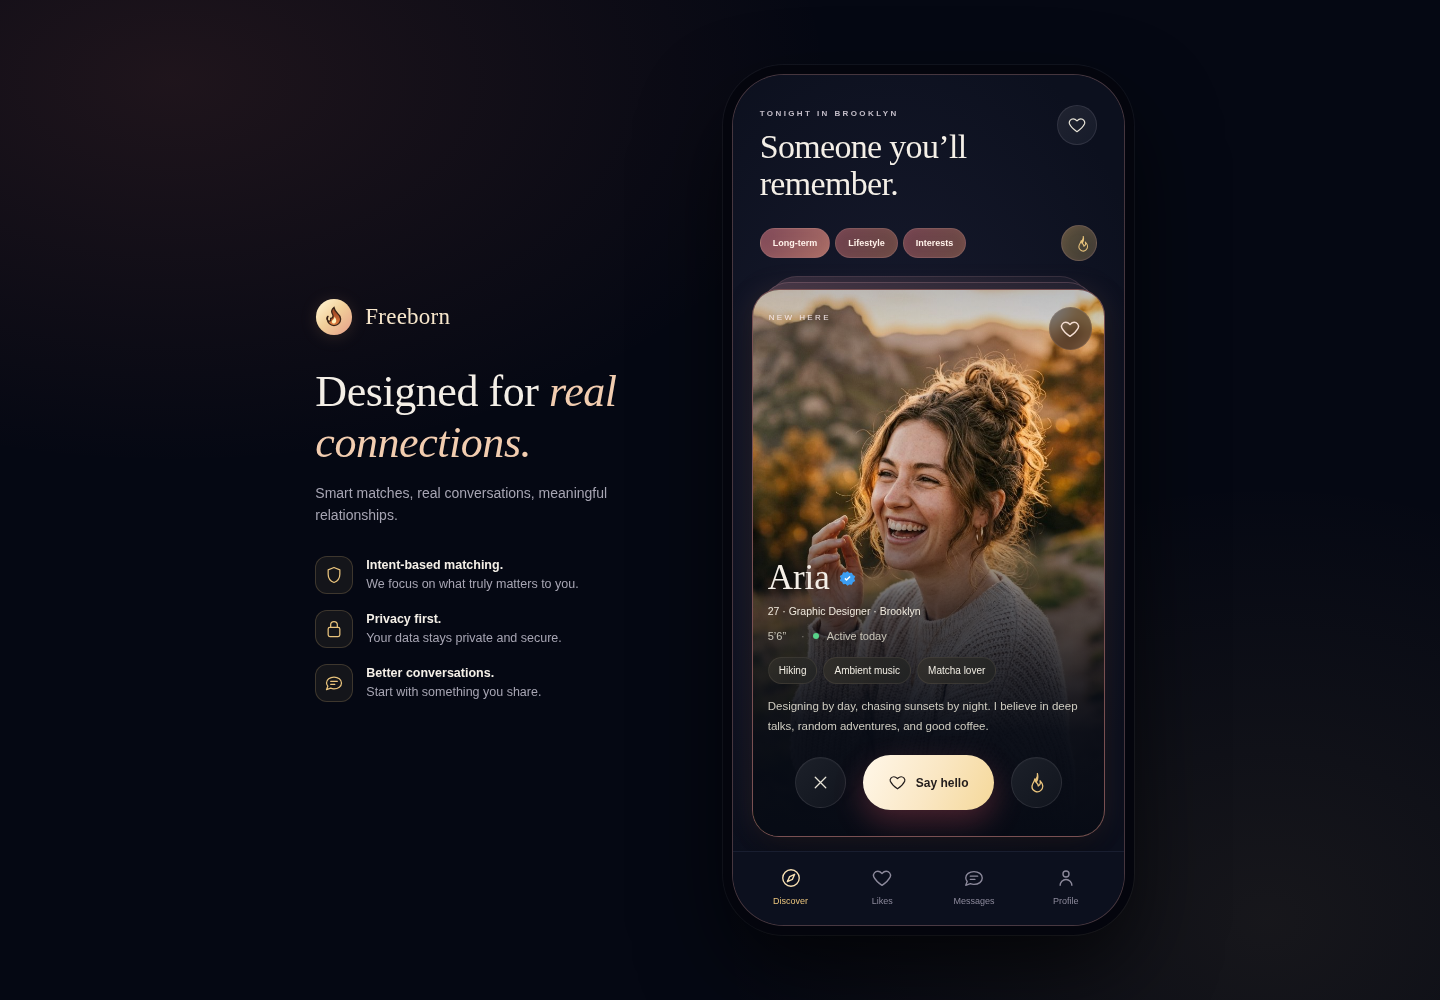 Freeborn
Designed for real
connections.
Smart matches, real conversations, meaningful
relationships.
Intent-based matching.
We focus on what truly matters to you.
Privacy first.
Your data stays private and secure.
Better conversations.
Start with something you share.
TONIGHT IN BROOKLYN
Someone you’ll
remember.
Long-term Lifestyle Interests
NEW HERE
Aria
27 · Graphic Designer · Brooklyn
5'6" · Active today
Hiking Ambient music Matcha lover
Designing by day, chasing sunsets by night. I believe in deep
talks, random adventures, and good coffee.
Say hello
Discover Likes Messages Profile